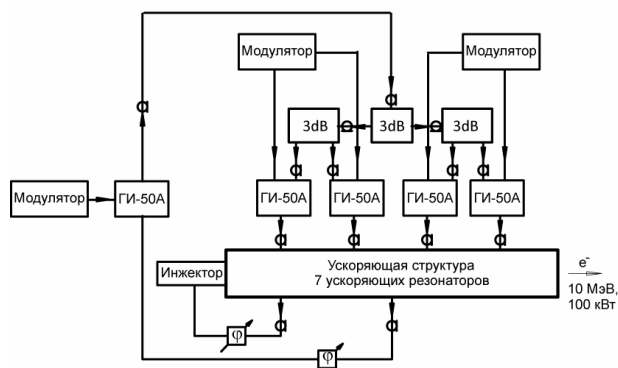 Модулятор
Модулятор
3dB
3dB
3dB
Модулятор
ГИ-50А
ГИ-50А
ГИ-50А
ГИ-50А
ГИ-50А
Инжектор
Ускоряющая структура
7 ускоряющих резонаторов
e⁻
10 МэВ,
100 кВт
φ
φ